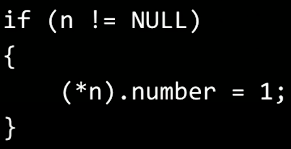 if (n != NULL)
{
    (*n).number = 1;
}